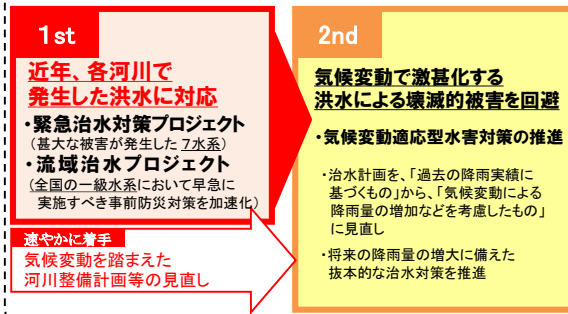 1st
近年、各河川で
発生した洪水に対応
・緊急治水対策プロジェクト
(甚大な被害が発生した 7水系)
・流域治水プロジェクト
(全国の一級水系において早急に
実施すべき事前防災対策を加速化)
速やかに着手
気候変動を踏まえた
河川整備計画等の見直し
2nd
気候変動で激甚化する
洪水による壊滅的被害を回避
・気候変動適応型水害対策の推進
・治水計画を、「過去の降雨実績に
基づくもの」から、「気候変動による
降雨量の増加などを考慮したもの」
に見直し
・将来の降雨量の増大に備えた
抜本的な治水対策を推進